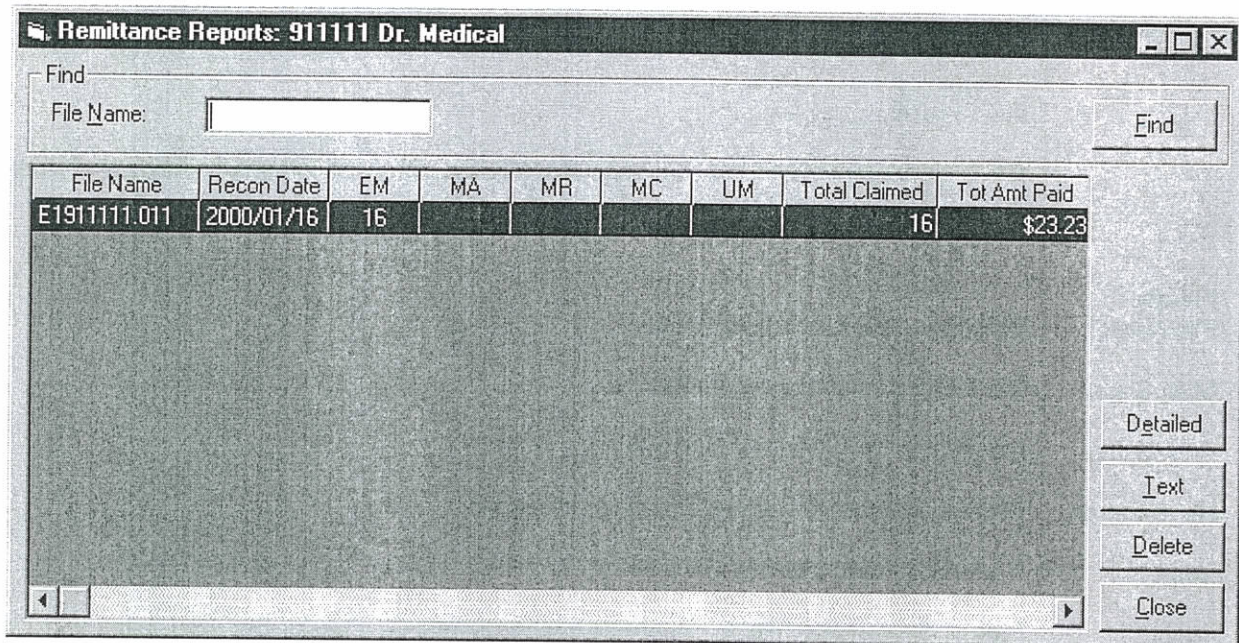 Remittance Reports: 911111 Dr. Medical
Find
File Name:
Find
File Name Recon Date EM MA MR MC UM Total Claimed Tot Amt Paid
E1911111.011 2000/01/16 16 16 $23.23
Detailed
Text
Delete
Close